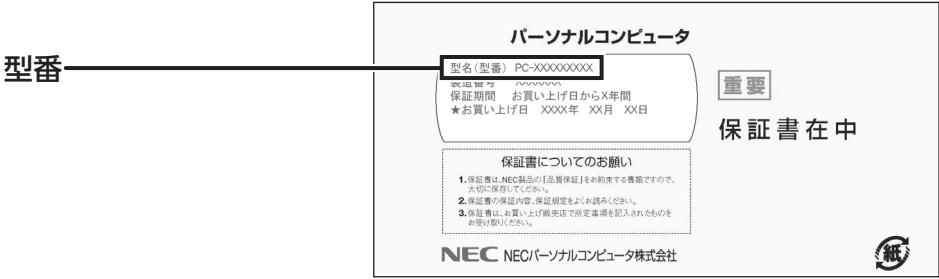 パーソナルコンピュータ
型番
型名(型番) PC-XXXXXXXXX
製造番号 XXXXXXX
保証期間 お買い上げ日からX年間
★お買い上げ日 XXXX年 XX月 XX日
重要
保証書在中
保証書についてのお願い
1.保証書は、NEC製品の「品質保証」をお約束する書類ですので、
大切に保存してください。
2.保証書の保証内容、保証規定をよくお読みください。
3.保証書は、お買い上げ販売店で所定事項を記入されたものを
お受け取りください。
NEC NECパーソナルコンピュータ株式会社
紙